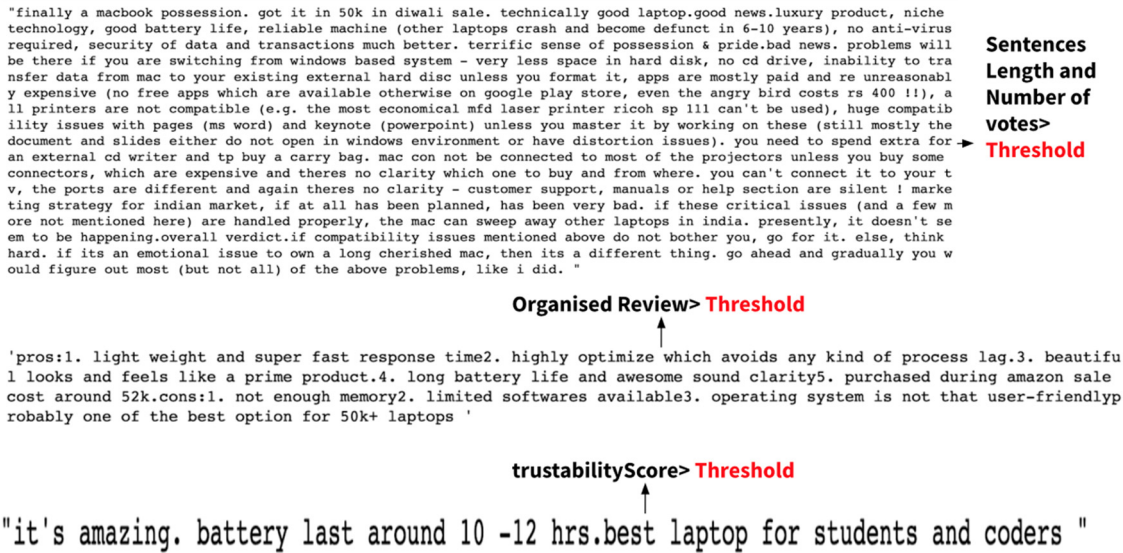 "finally a macbook possession. got it in 50k in diwali sale. technically good laptop.good news.luxury product, niche
technology, good battery life, reliable machine (other laptops crash and become defunct in 6-10 years), no anti-virus
required, security of data and transactions much better. terrific sense of possession & pride.bad news. problems will
be there if you are switching from windows based system – very less space in hard disk, no cd drive, inability to tra
nsfer data from mac to your existing external hard disc unless you format it, apps are mostly paid and re unreasonabl
y expensive (no free apps which are available otherwise on google play store, even the angry bird costs rs 400 !!), a
ll printers are not compatible (e.g. the most economical mfd laser printer ricoh sp 111 can't be used), huge compatib
ility issues with pages (ms word) and keynote (powerpoint) unless you master it by working on these (still mostly the
document and slides either do not open in windows environment or have distortion issues). you need to spend extra for
an external cd writer and tp buy a carry bag. mac con not be connected to most of the projectors unless you buy some
connectors, which are expensive and theres no clarity which one to buy and from where. you can't connect it to your t
v, the ports are different and again theres no clarity – customer support, manuals or help section are silent ! marke
ting strategy for indian market, if at all has been planned, has been very bad. if these critical issues (and a few m
ore not mentioned here) are handled properly, the mac can sweep away other laptops in india. presently, it doesn't se
em to be happening.overall verdict.if compatibility issues mentioned above do not bother you, go for it. else, think
hard. if its an emotional issue to own a long cherished mac, then its a different thing. go ahead and gradually you w
ould figure out most (but not all) of the above problems, like i did. "
Sentences
Length and
Number of
votes>
Threshold
Organised Review> Threshold
'pros:1. light weight and super fast response time2. highly optimize which avoids any kind of process lag.3. beautifu
l looks and feels like a prime product.4. long battery life and awesome sound clarity5. purchased during amazon sale
cost around 52k.cons:1. not enough memory2. limited softwares available3. operating system is not that user-friendlyp
robably one of the best option for 50k+ laptops '
trustabilityScore> Threshold
"it's amazing. battery last around 10 -12 hrs.best laptop for students and coders "